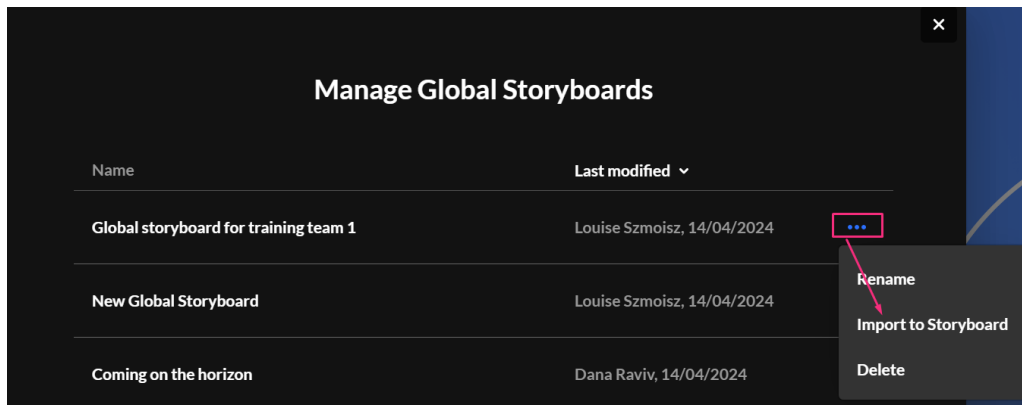 Manage Global Storyboards
Name Last modified
Global storyboard for training team 1 Louise Szmoisz, 14/04/2024
Rename
New Global Storyboard Louise Szmoisz, 14/04/2024
Import to Storyboard
Coming on the horizon Dana Raviv, 14/04/2024
Delete